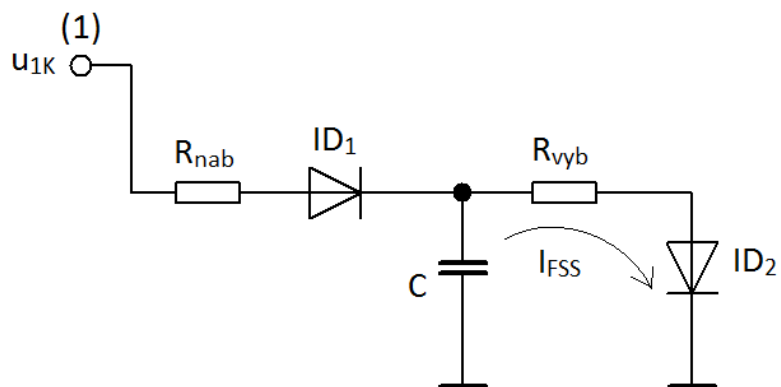 (1)
u1K
Rnab
ID1
Rvyb
C
IFSS
ID2